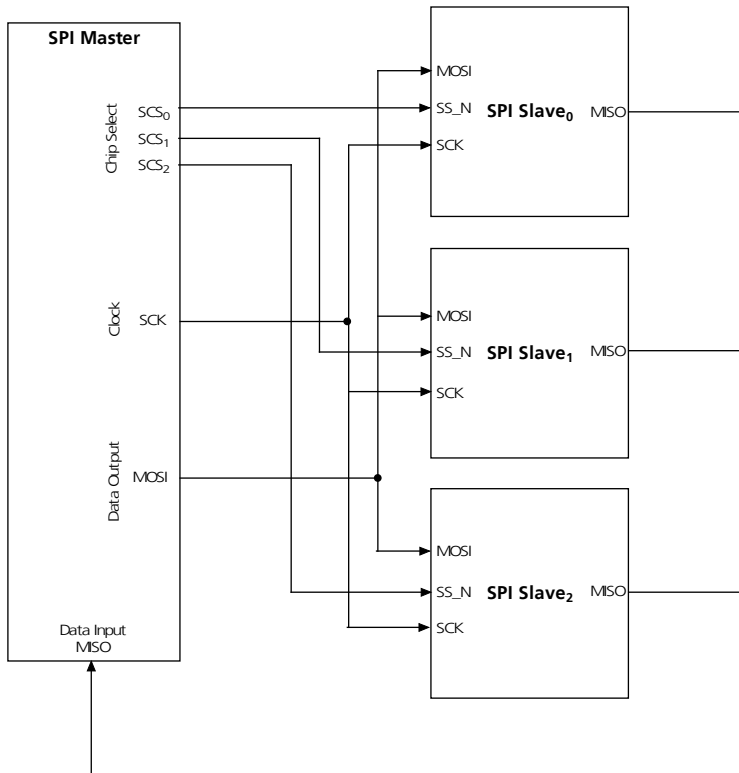 SPI Master
Chip Select
SCS₀
SCS₁
SCS₂
Clock
SCK
Data Output
MOSI
Data Input
MISO
MOSI
SS_N
SPI Slave₀
MISO
SCK
MOSI
SS_N
SPI Slave₁
MISO
SCK
MOSI
SS_N
SPI Slave₂
MISO
SCK